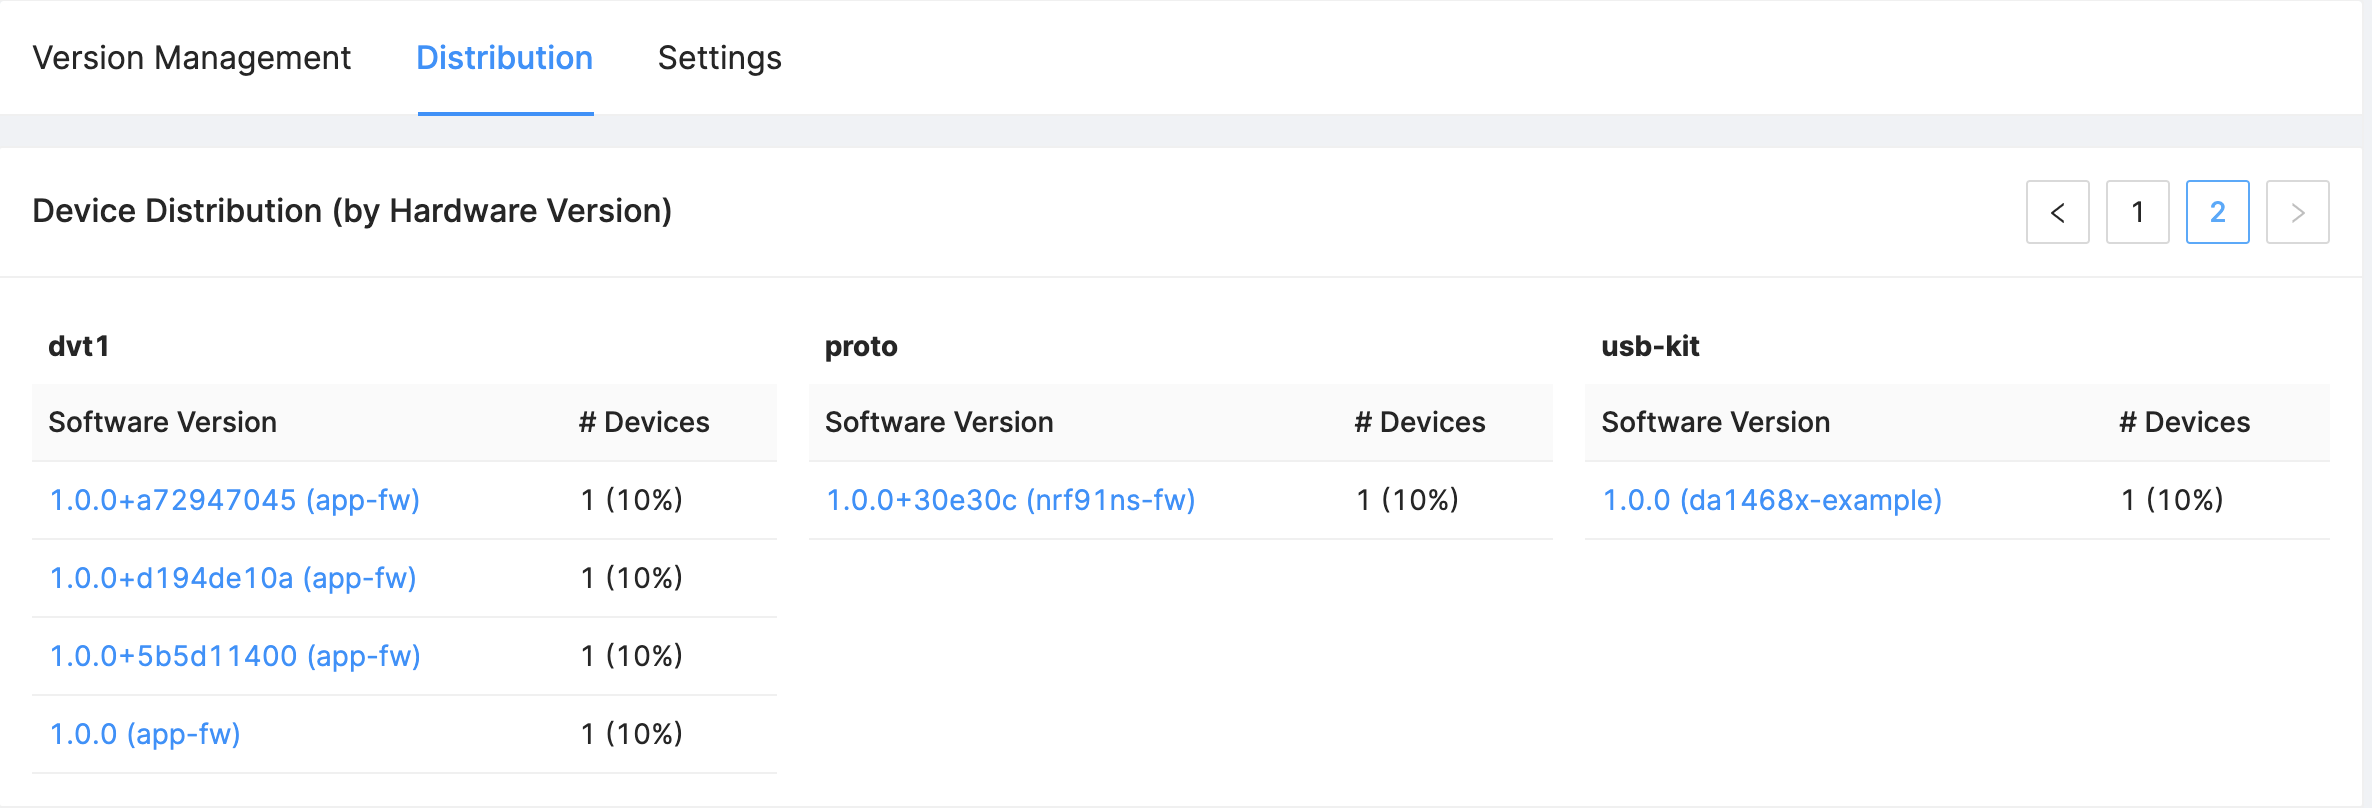 Version Management Distribution Settings
Device Distribution (by Hardware Version)
< 1 2 >
dvt1
Software Version # Devices
1.0.0+a72947045 (app-fw) 1 (10%)
1.0.0+d194de10a (app-fw) 1 (10%)
1.0.0+5b5d11400 (app-fw) 1 (10%)
1.0.0 (app-fw) 1 (10%)
proto
Software Version # Devices
1.0.0+30e30c (nrf91ns-fw) 1 (10%)
usb-kit
Software Version # Devices
1.0.0 (da1468x-example) 1 (10%)